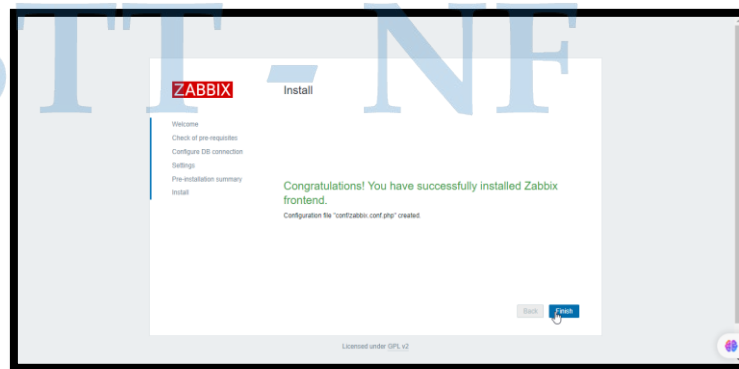 TT - NF
ZABBIX
Install
Welcome
Check of pre-requisites
Configure DB connection
Settings
Pre-installation summary
Install
Congratulations! You have successfully installed Zabbix
frontend.
Configuration file "conf/zabbix.conf.php" created.
Back
Finish
Licensed under GPL v2